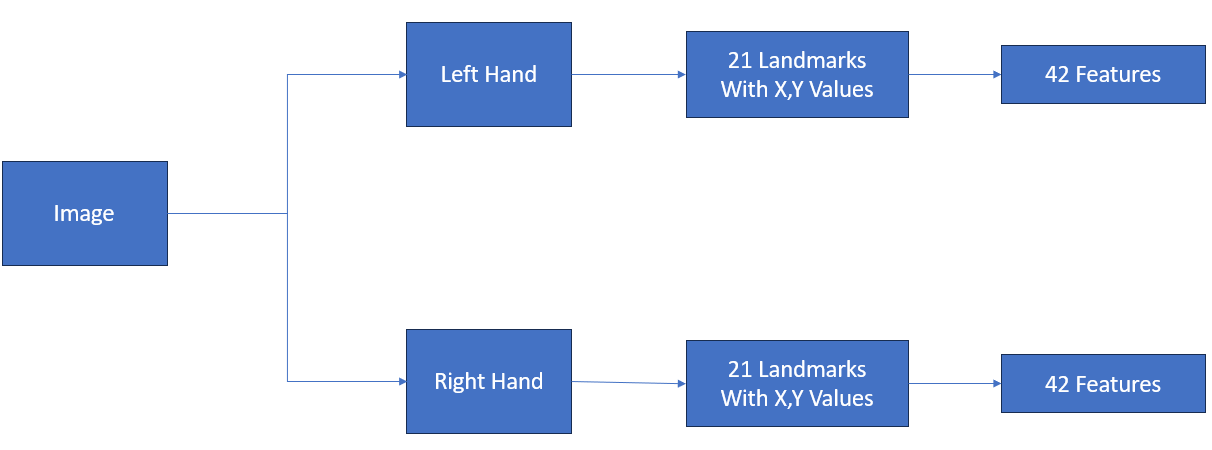 Image
Left Hand
21 Landmarks
With X,Y Values
42 Features
Right Hand
21 Landmarks
With X,Y Values
42 Features